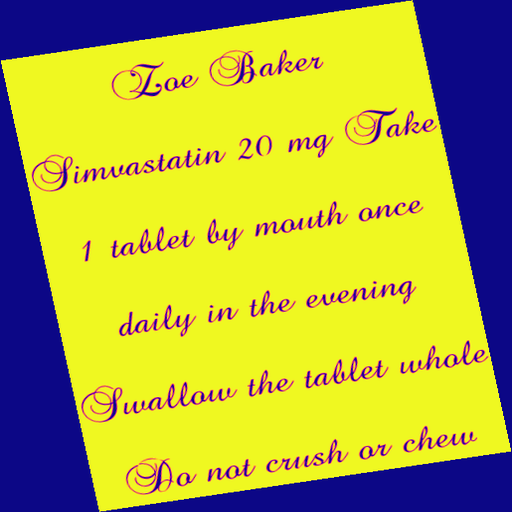 Zoe Baker
Simvastatin 20 mg Take
1 tablet by mouth once
daily in the evening
Swallow the tablet whole
Do not crush or chew